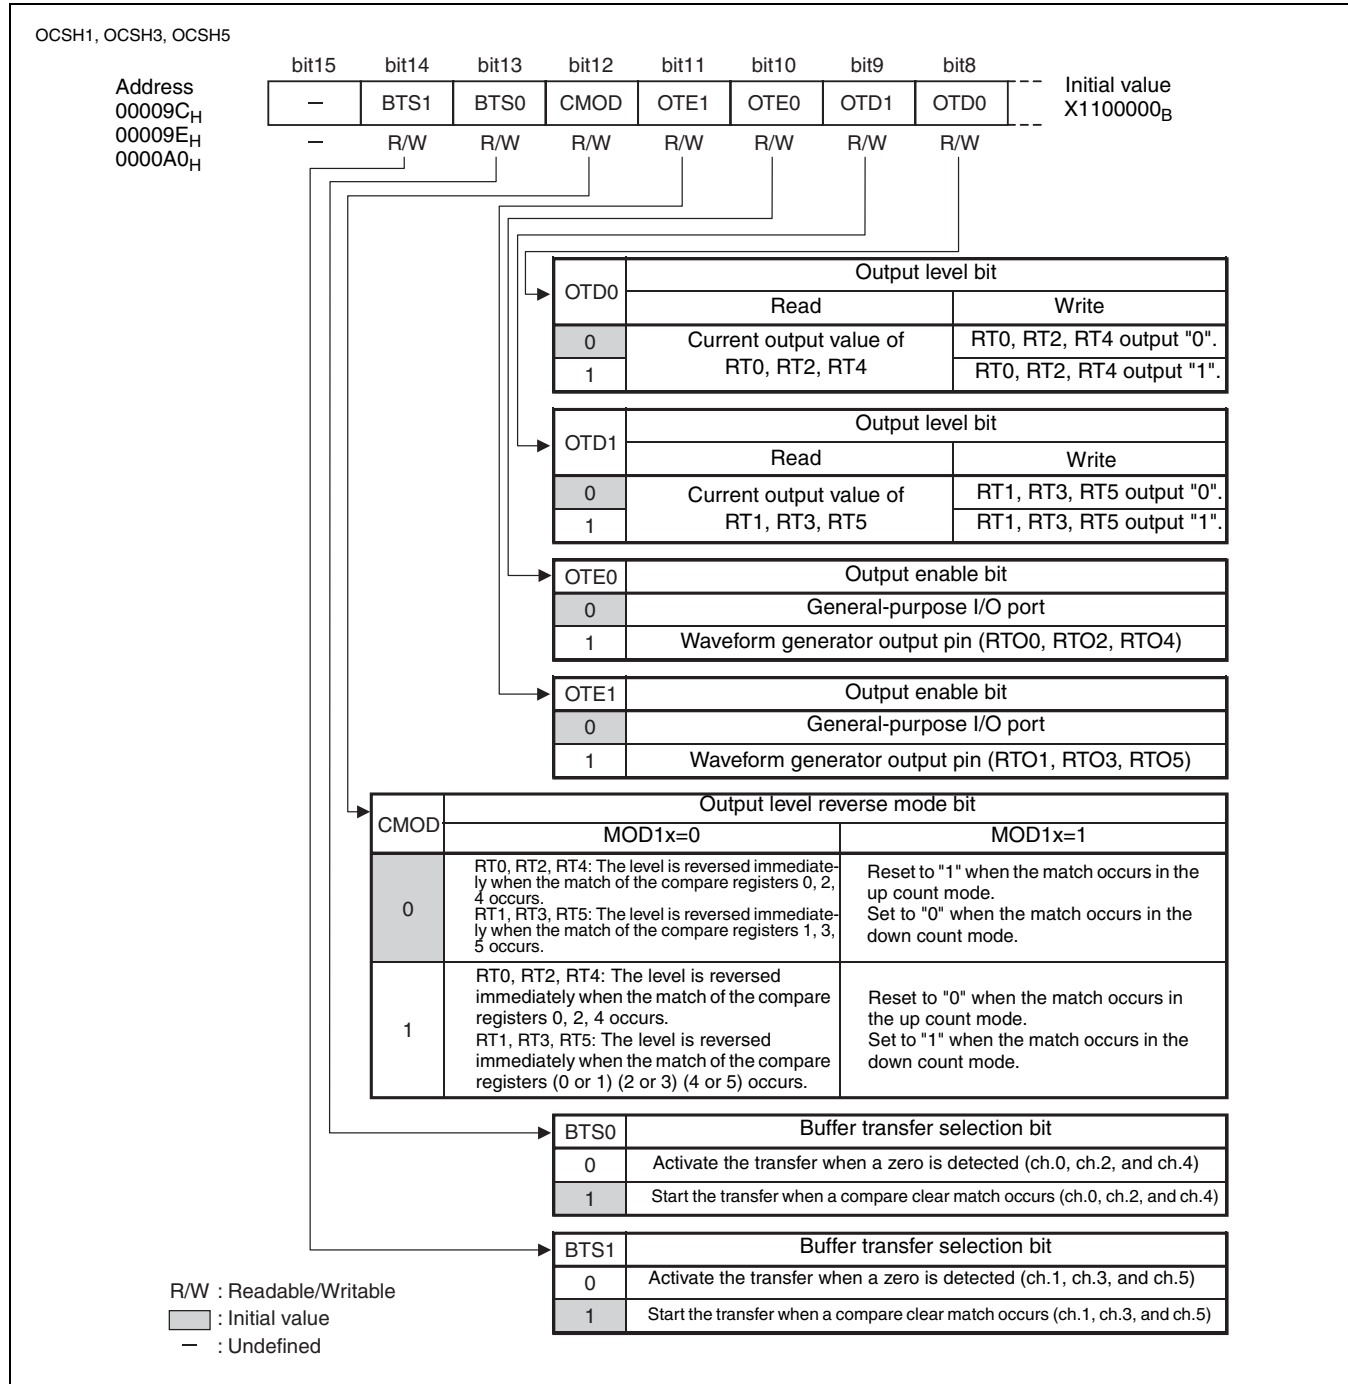 OCSH1, OCSH3, OCSH5
bit15 bit14 bit13 bit12 bit11 bit10 bit9 bit8
Address
00009CH
00009EH
0000A0H
– BTS1 BTS0 CMOD OTE1 OTE0 OTD1 OTD0
Initial value
X1100000B
– R/W R/W R/W R/W R/W R/W R/W
OTD0 Output level bit
Read Write
0 Current output value of RT0, RT2, RT4 output "0".
1 RT0, RT2, RT4 RT0, RT2, RT4 output "1".
OTD1 Output level bit
Read Write
0 Current output value of RT1, RT3, RT5 output "0".
1 RT1, RT3, RT5 RT1, RT3, RT5 output "1".
OTE0 Output enable bit
0 General-purpose I/O port
1 Waveform generator output pin (RTO0, RTO2, RTO4)
OTE1 Output enable bit
0 General-purpose I/O port
1 Waveform generator output pin (RTO1, RTO3, RTO5)
CMOD Output level reverse mode bit
MOD1x=0 MOD1x=1
0
RT0, RT2, RT4: The level is reversed immediate-
ly when the match of the compare registers 0, 2,
4 occurs.
RT1, RT3, RT5: The level is reversed immediate-
ly when the match of the compare registers 1, 3,
5 occurs.
Reset to "1" when the match occurs in the
up count mode.
Set to "0" when the match occurs in the
down count mode.
1
RT0, RT2, RT4: The level is reversed
immediately when the match of the compare
registers 0, 2, 4 occurs.
RT1, RT3, RT5: The level is reversed
immediately when the match of the compare
registers (0 or 1) (2 or 3) (4 or 5) occurs.
Reset to "0" when the match occurs in
the up count mode.
Set to "1" when the match occurs in the
down count mode.
BTS0 Buffer transfer selection bit
0 Activate the transfer when a zero is detected (ch.0, ch.2, and ch.4)
1 Start the transfer when a compare clear match occurs (ch.0, ch.2, and ch.4)
BTS1 Buffer transfer selection bit
0 Activate the transfer when a zero is detected (ch.1, ch.3, and ch.5)
1 Start the transfer when a compare clear match occurs (ch.1, ch.3, and ch.5)
R/W : Readable/Writable
: Initial value
– : Undefined